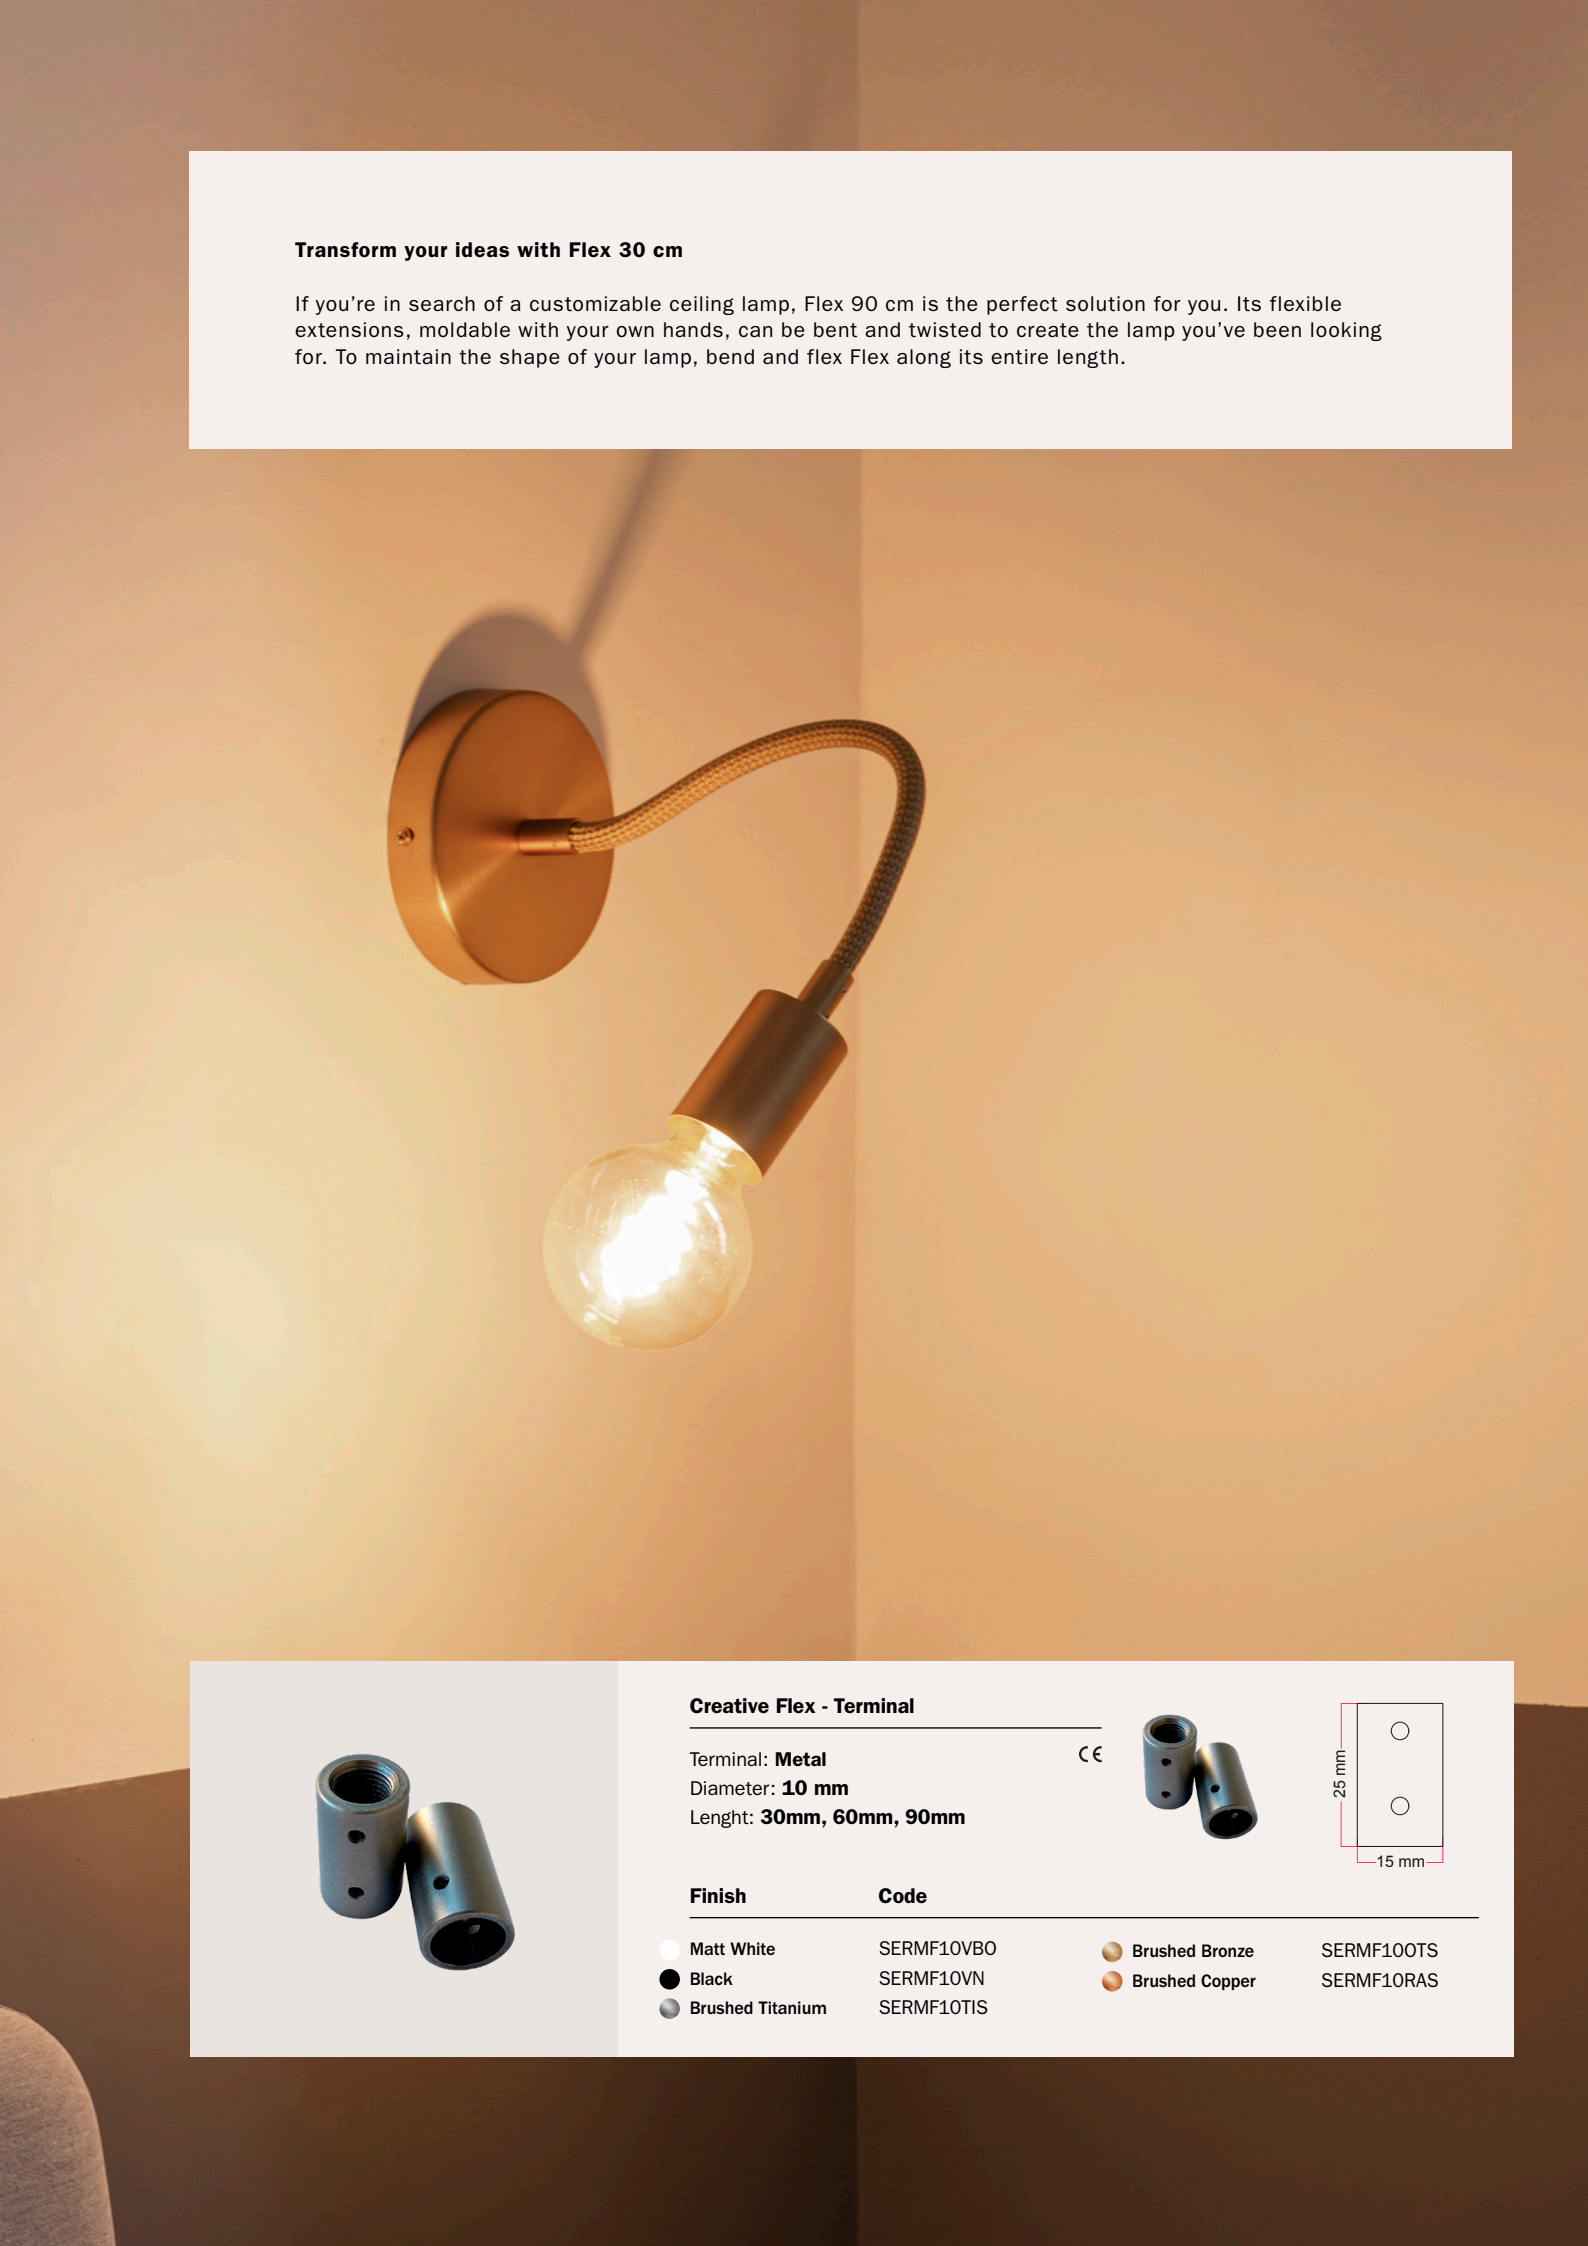 Transform your ideas with Flex 30 cm
If you’re in search of a customizable ceiling lamp, Flex 90 cm is the perfect solution for you. Its flexible
extensions, moldable with your own hands, can be bent and twisted to create the lamp you’ve been looking
for. To maintain the shape of your lamp, bend and flex Flex along its entire length.
Creative Flex - Terminal
Terminal: Metal
CE
Diameter: 10 mm
Lenght: 30mm, 60mm, 90mm
25 mm
15 mm
Finish Code
Matt White SERMF10VBO
Black SERMF10VN
Brushed Titanium SERMF10TIS
Brushed Bronze SERMF10OTS
Brushed Copper SERMF10RAS